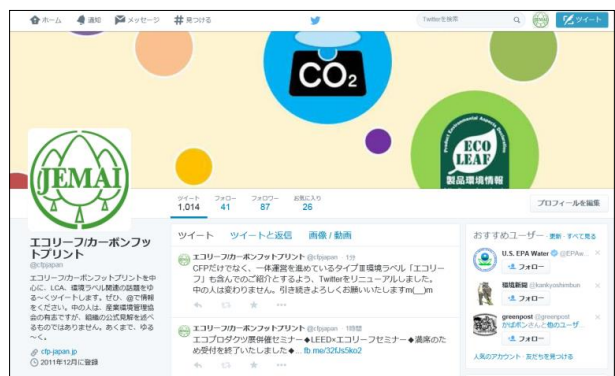 ホーム 通知 メッセージ 見つける Twitterを検索 ツイート
CO2
Product Environmental Aspects Declaration
ECO
LEAF
製品環境情報
JEMAI
ツイート フォロー フォロワー お気に入り
1,014 41 87 26
プロフィールを編集
エコリーフ/カーボンフッ
トプリント
@cfpjapan
エコリーフ/カーボンフットプリントを中
心に、LCA、環境ラベル関連の話題をゆ
る～くツイートします。ぜひ、@で情報
をください。中の人は、産業環境管理協
会の有志ですが、組織の公式見解を述べ
るものではありません。あくまで、ゆる
～く。
cfp-japan.jp
2011年12月に登録
ツイート ツイートと返信 画像 / 動画
エコリーフ/カーボンフットプリント @cfpjapan · 1分
CFPだけでなく、一体運営を進めているタイプⅢ環境ラベル「エコリー
フ」も含んでのご紹介とするよう、Twitterをリニューアルしました。
中の人は変わりません。引き続きよろしくお願いいたしますm(__)m
エコリーフ/カーボンフットプリント @cfpjapan · 1時間
エコプロダクツ展併催セミナー◆LEED×エコリーフセミナー◆満席のた
め受付を終了いたしました◆... fb.me/32fJs5ko2
おすすめユーザー · 更新 · すべて見る
U.S. EPA Water @EPAw...
フォロー
環境新聞 @kankyoshimbun
フォロー
greenpost @greenpost
かばポンさんと他のユーザ...
フォロー
人気のアカウント · 友だちを見つける